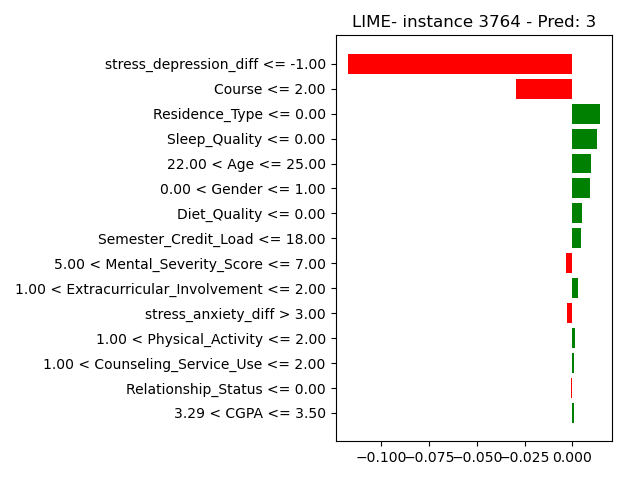 LIME- instance 3764 - Pred: 3
stress_depression_diff <= -1.00
Course <= 2.00
Residence_Type <= 0.00
Sleep_Quality <= 0.00
22.00 < Age <= 25.00
0.00 < Gender <= 1.00
Diet_Quality <= 0.00
Semester_Credit_Load <= 18.00
5.00 < Mental_Severity_Score <= 7.00
1.00 < Extracurricular_Involvement <= 2.00
stress_anxiety_diff > 3.00
1.00 < Physical_Activity <= 2.00
1.00 < Counseling_Service_Use <= 2.00
Relationship_Status <= 0.00
3.29 < CGPA <= 3.50
−0.100 −0.075 −0.050 −0.025 0.000